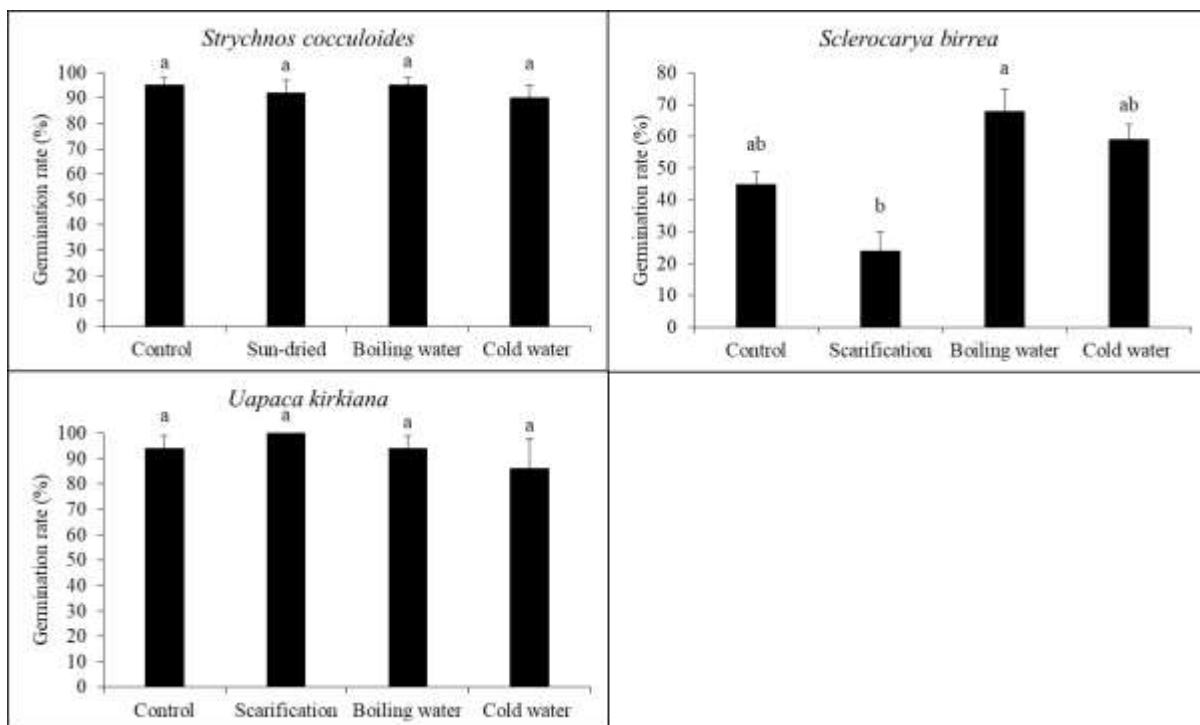 Strychnos cocculoides
a a a a
Germination rate (%)
100
90
80
70
60
50
40
30
20
10
0
Control Sun-dried Boiling water Cold water
Sclerocarya birrea
ab b a ab
Germination rate (%)
80
70
60
50
40
30
20
10
0
Control Scarification Boiling water Cold water
Uapaca kirkiana
a a a a
Germination rate (%)
100
90
80
70
60
50
40
30
20
10
0
Control Scarification Boiling water Cold water